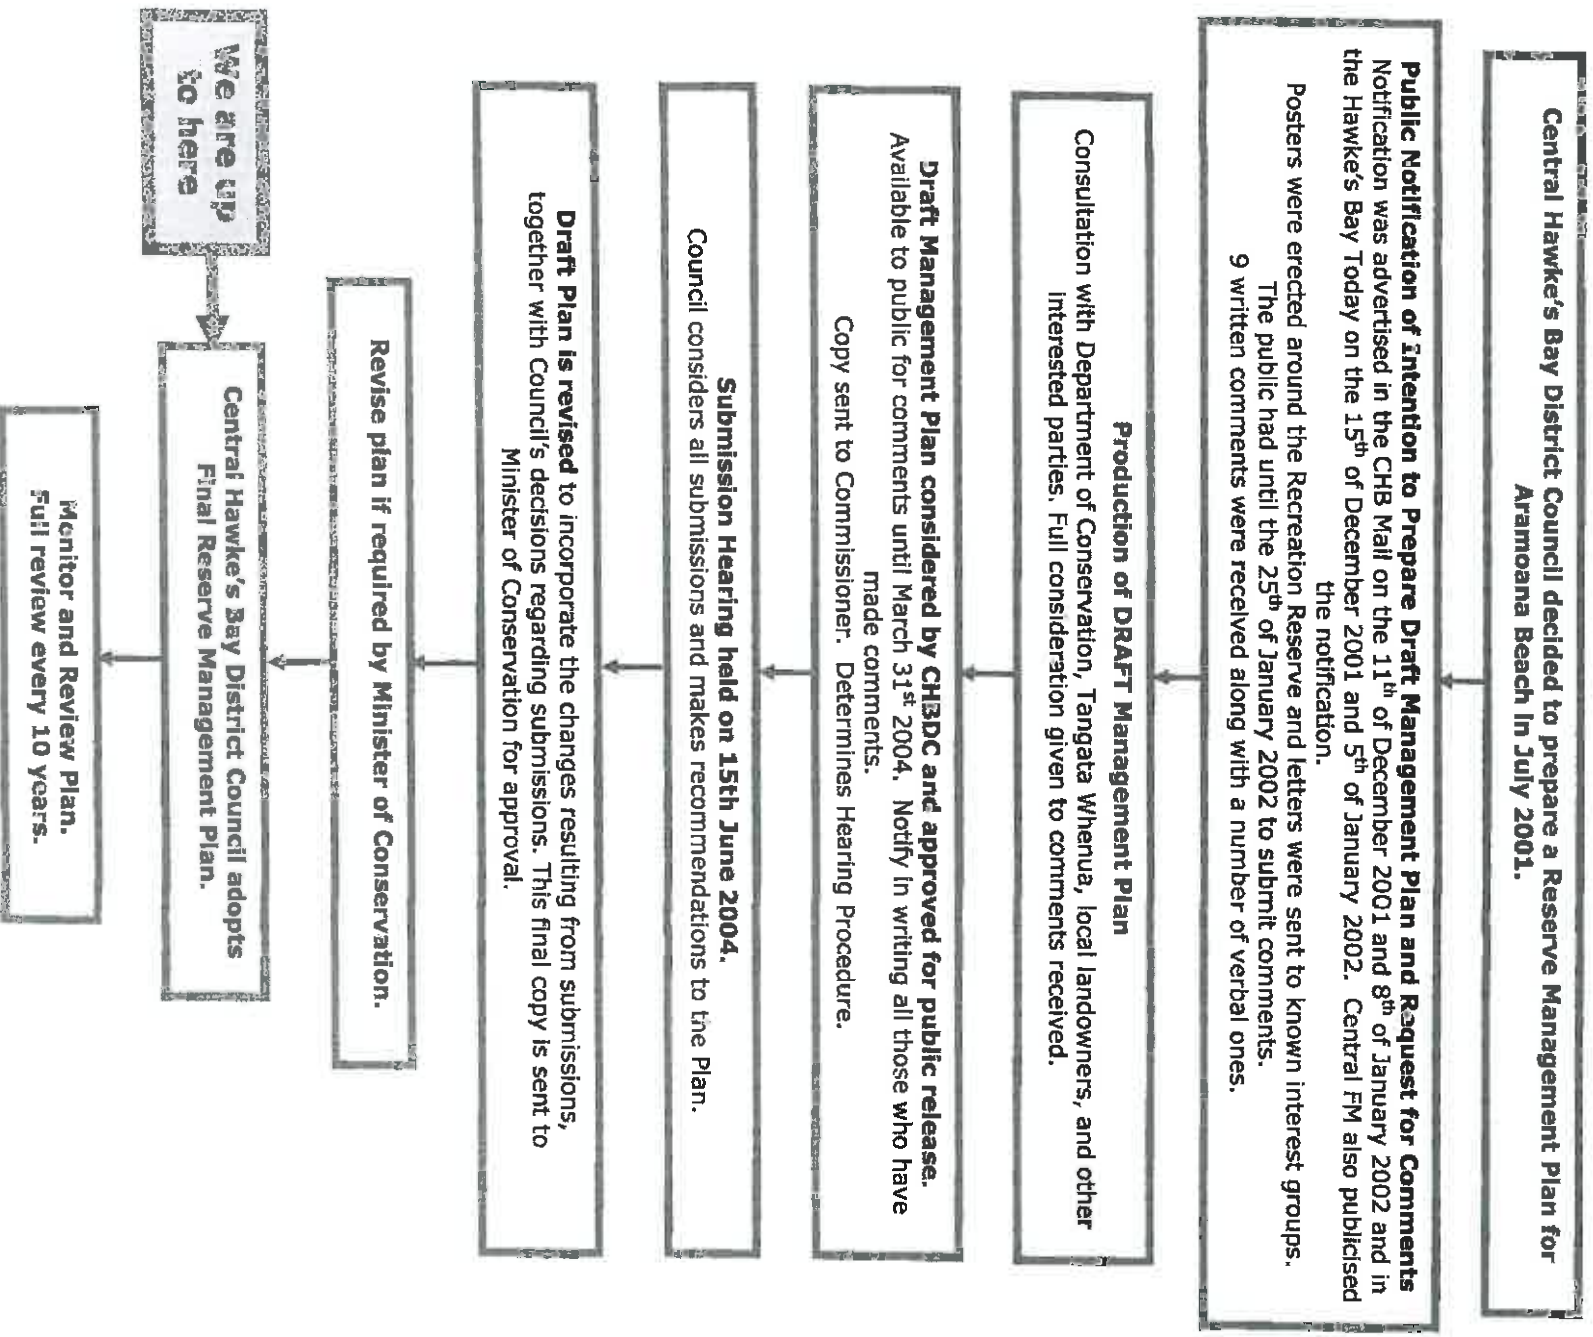 Central Hawke's Bay District Council decided to prepare a Reserve Management Plan for
Aramoana Beach in July 2001.
Public Notification of Intention to Prepare Draft Management Plan and Request for Comments
Notification was advertised in the CHB Mail on the 11th of December 2001 and 8th of January 2002 and in
the Hawke's Bay Today on the 15th of December 2001 and 5th of January 2002. Central FM also publicised
the notification.
Posters were erected around the Recreation Reserve and letters were sent to known interest groups.
The public had until the 25th of January 2002 to submit comments.
9 written comments were received along with a number of verbal ones.
Production of DRAFT Management Plan
Consultation with Department of Conservation, Tangata Whenua, local landowners, and other
interested parties. Full consideration given to comments received.
Draft Management Plan considered by CHBDC and approved for public release.
Available to public for comments until March 31st 2004. Notify in writing all those who have
made comments.
Copy sent to Commissioner. Determines Hearing Procedure.
Submission Hearing held on 15th June 2004.
Council considers all submissions and makes recommendations to the Plan.
Draft Plan is revised to incorporate the changes resulting from submissions,
together with Council's decisions regarding submissions. This final copy is sent to
Minister of Conservation for approval.
Revise plan if required by Minister of Conservation.
We are up
to here
Central Hawke's Bay District Council adopts
Final Reserve Management Plan.
Monitor and Review Plan.
Full review every 10 years.